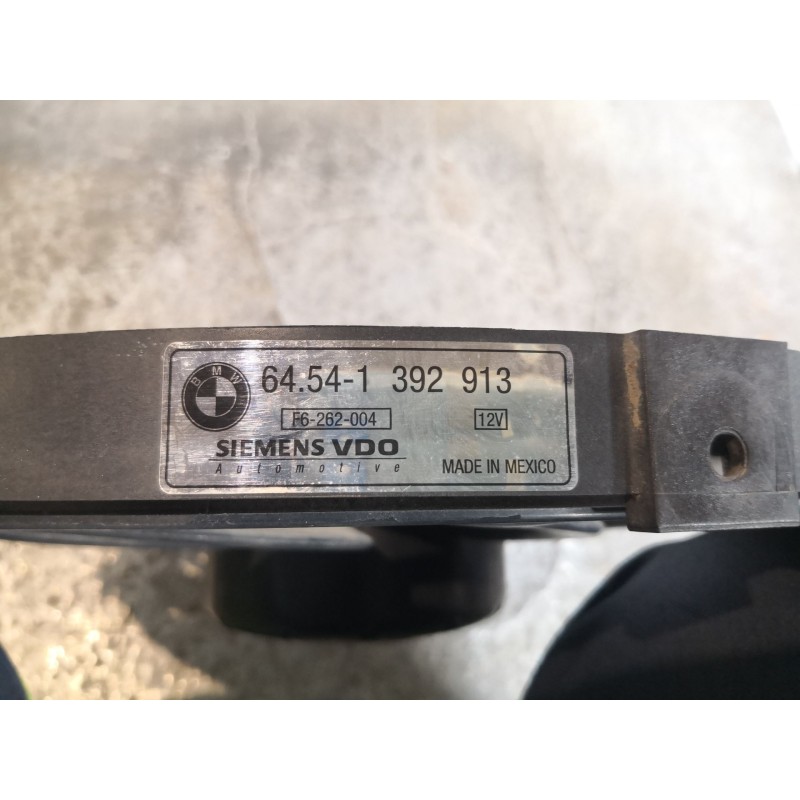 BMW
64.54-1 392 913
F6-262-004 12V
SIEMENS VDO
Automotive MADE IN MEXICO